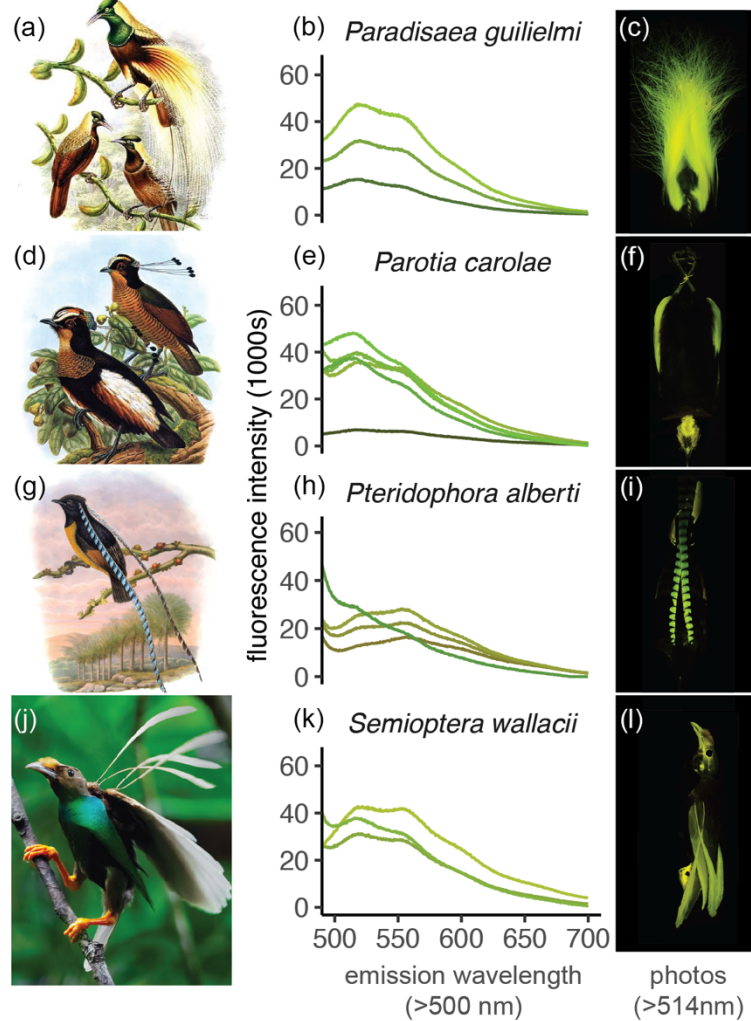 (a)
(b) Paradisaea guilielmi
(c)
60
40
20
0
(d)
(e) Parotia carolae
(f)
60
40
20
0
(g)
(h) Pteridophora alberti
(i)
60
40
20
0
(j)
(k) Semioptera wallacii
(l)
60
40
20
0
fluorescence intensity (1000s)
500 550 600 650 700
emission wavelength
(>500 nm)
photos
(>514nm)